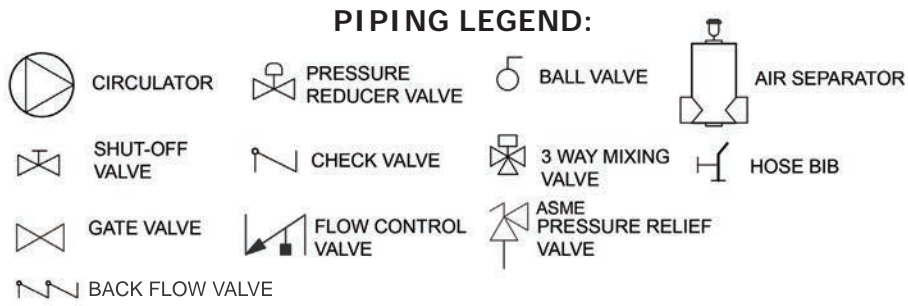 PIPING LEGEND:
CIRCULATOR
PRESSURE
REDUCER VALVE
BALL VALVE
AIR SEPARATOR
SHUT-OFF
VALVE
CHECK VALVE
3 WAY MIXING
VALVE
HOSE BIB
GATE VALVE
FLOW CONTROL
VALVE
ASME
PRESSURE RELIEF
VALVE
BACK FLOW VALVE